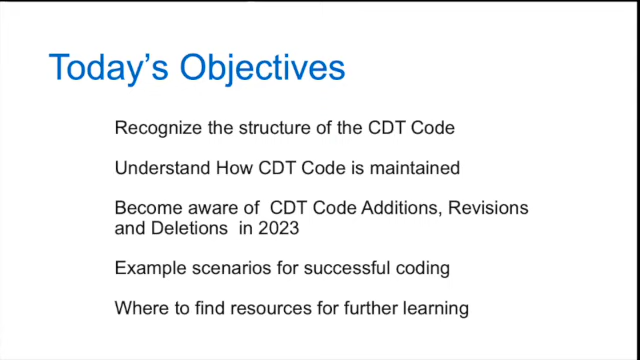 Today's Objectives
Recognize the structure of the CDT Code
Understand How CDT Code is maintained
Become aware of  CDT Code Additions, Revisions
and Deletions  in 2023
Example scenarios for successful coding
Where to find resources for further learning